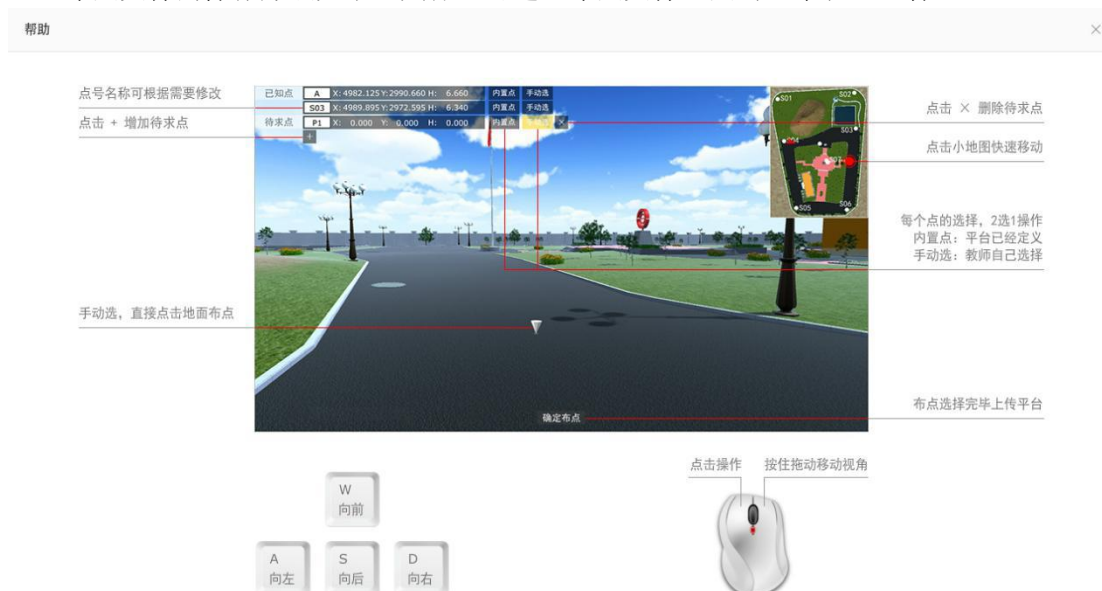 帮助
×
点号名称可根据需要修改
点击 + 增加待求点
手动选，直接点击地面布点
已知点 A X: 4982.125 Y: 2990.660 H: 6.660 内置点 手动选
S03 X: 4989.895 Y: 2972.595 H: 6.340 内置点 手动选
待求点 P1 X: 0.000 Y: 0.000 H: 0.000 内置点 手动选 ×
+
S01
S02
S03
S04
S05
S06
确定布点
点击 × 删除待求点
点击小地图快速移动
每个点的选择，2选1操作
内置点：平台已经定义
手动选：教师自己选择
布点选择完毕上传平台
点击操作
按住拖动移动视角
W
向前
A
向左
S
向后
D
向右